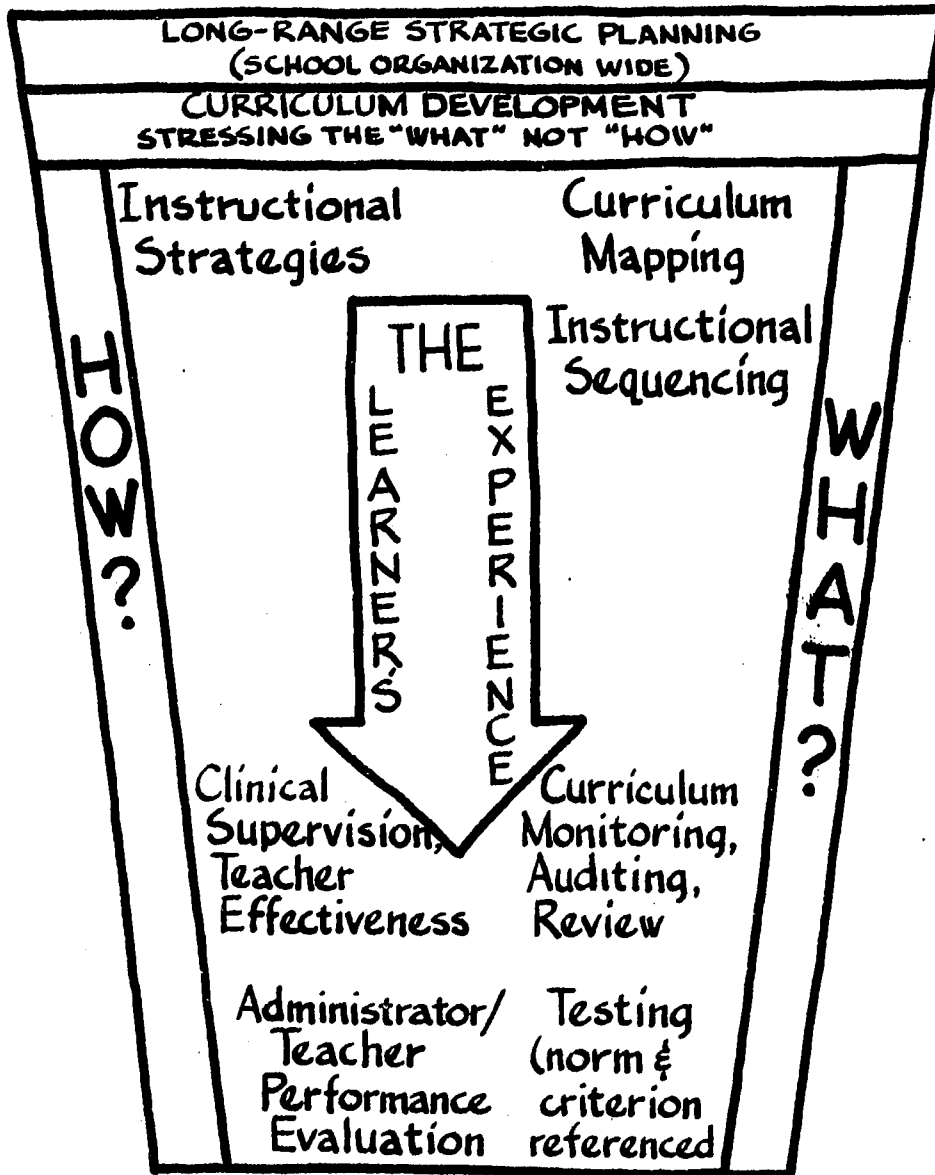 LONG-RANGE STRATEGIC PLANNING
(SCHOOL ORGANIZATION WIDE)
CURRICULUM DEVELOPMENT
STRESSING THE "WHAT" NOT "HOW"
HOW?
Instructional
Strategies
Curriculum
Mapping
Instructional
Sequencing
THE
LEARNERS'
EXPERIENCE
WHAT?
Clinical
Supervision,
Teacher
Effectiveness
Curriculum
Monitoring,
Auditing,
Review
Administrator/
Teacher
Performance
Evaluation
Testing
(norm &
criterion
referenced